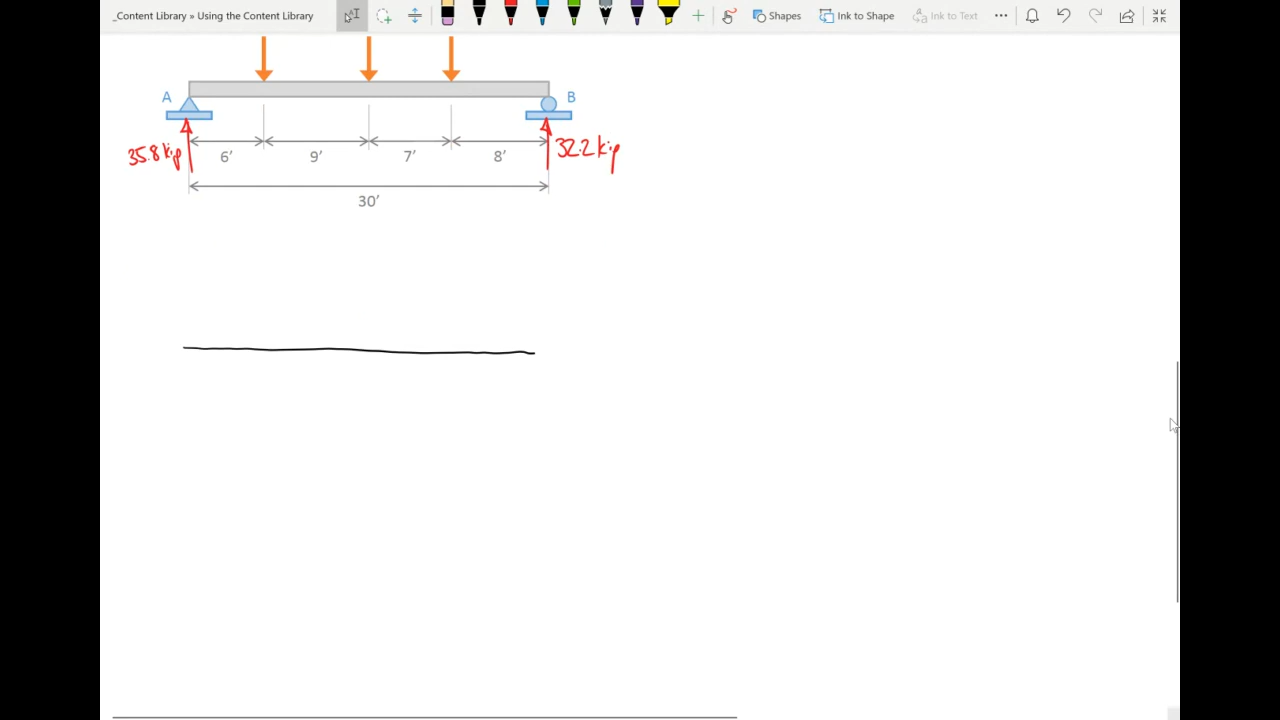 _Content Library » Using the Content Library
Shapes
Ink to Shape
Ink to Text
A
B
35.8 kip
6′
9′
7′
8′
32.2 kip
30′